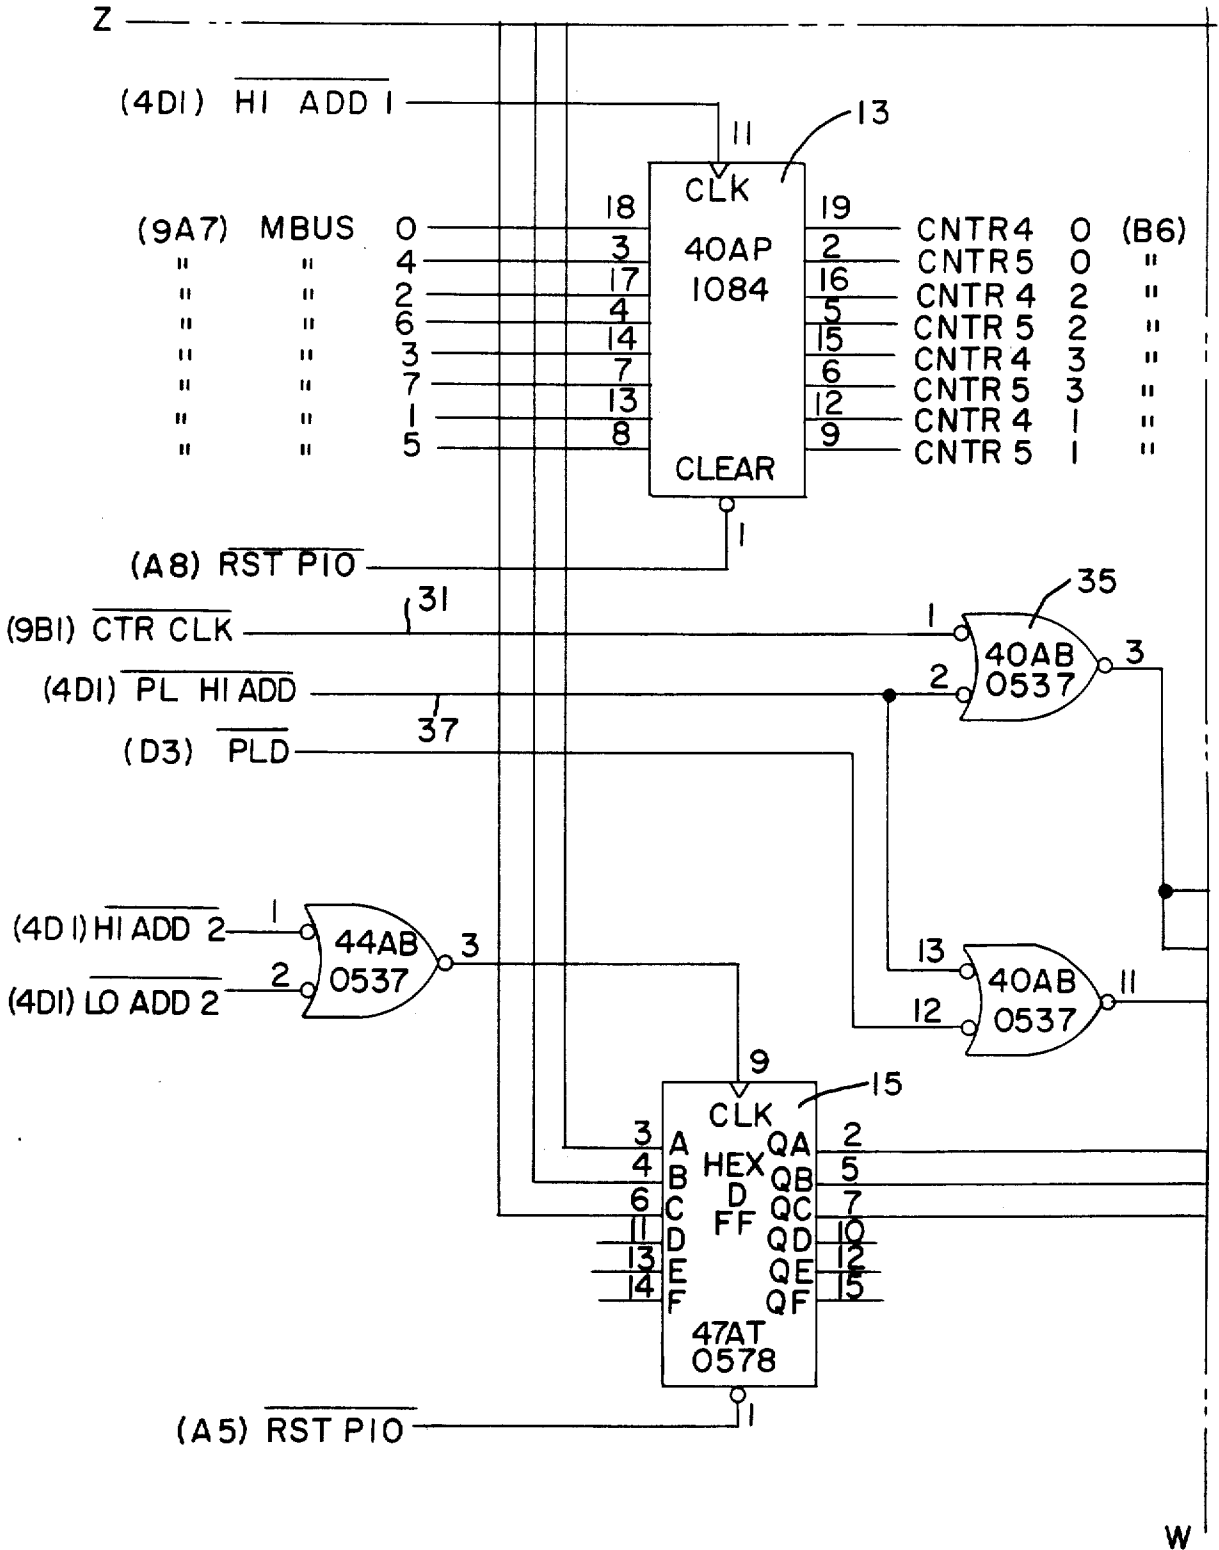 Z
(4D1) HI ADD 1
11
13
CLK
40AP
1084
CLEAR
(9A7) MBUS 0 18 19 CNTR4 0 (B6)
" " 4 3 2 CNTR5 0 "
" " 2 17 16 CNTR4 2 "
" " 6 4 5 CNTR5 2 "
" " 3 14 15 CNTR4 3 "
" " 7 7 6 CNTR5 3 "
" " 1 13 12 CNTR4 1 "
" " 5 8 9 CNTR5 1 "
1
(A8) RST PIO
(9B1) CTR CLK 31 1
35
40AB
0537
3
(4D1) PL HI ADD 37 2
(D3) PLD
(4D1) HI ADD 2 1
44AB
0537
3
(4D1) LO ADD 2 2
13
40AB
0537
11
12
9
15
CLK
HEX
D
FF
3 A QA 2
4 B QB 5
6 C QC 7
11 D QD 10
13 E QE 12
14 F QF 15
47AT
0578
1
(A5) RST PIO
W